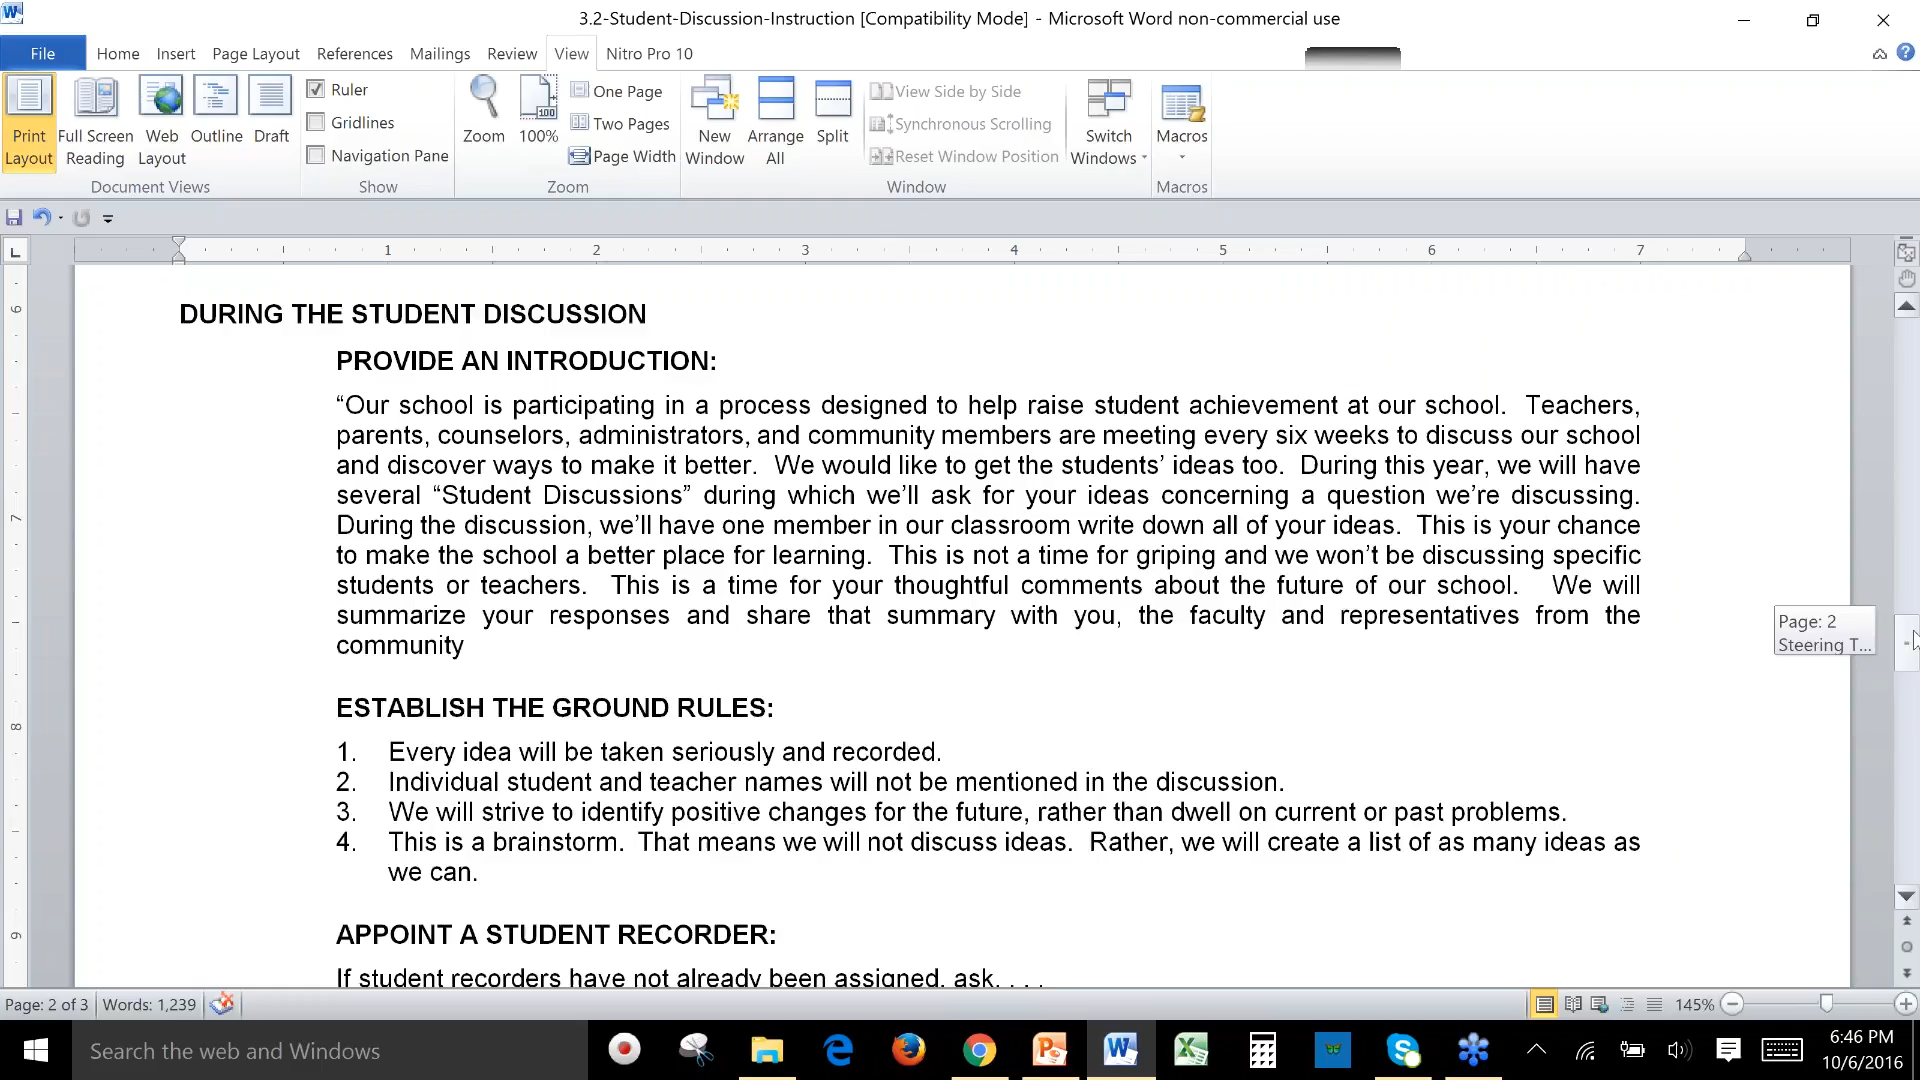 3.2-Student-Discussion-Instruction [Compatibility Mode] - Microsoft Word non-commercial use
File Home Insert Page Layout References Mailings Review View Nitro Pro 10
Print Layout
Full Screen Reading
Web Layout
Outline
Draft
Document Views
Ruler
Gridlines
Navigation Pane
Show
Zoom
100%
One Page
Two Pages
Page Width
Zoom
New Window
Arrange All
Split
View Side by Side
Synchronous Scrolling
Reset Window Position
Switch Windows
Window
Macros
Macros
1 2 3 4 5 6 7
DURING THE STUDENT DISCUSSION
PROVIDE AN INTRODUCTION:
“Our school is participating in a process designed to help raise student achievement at our school. Teachers,
parents, counselors, administrators, and community members are meeting every six weeks to discuss our school
and discover ways to make it better. We would like to get the students’ ideas too. During this year, we will have
several “Student Discussions” during which we’ll ask for your ideas concerning a question we’re discussing.
During the discussion, we’ll have one member in our classroom write down all of your ideas. This is your chance
to make the school a better place for learning. This is not a time for griping and we won’t be discussing specific
students or teachers. This is a time for your thoughtful comments about the future of our school. We will
summarize your responses and share that summary with you, the faculty and representatives from the
community
Page: 2
Steering T...
ESTABLISH THE GROUND RULES:
1. Every idea will be taken seriously and recorded.
2. Individual student and teacher names will not be mentioned in the discussion.
3. We will strive to identify positive changes for the future, rather than dwell on current or past problems.
4. This is a brainstorm. That means we will not discuss ideas. Rather, we will create a list of as many ideas as
we can.
APPOINT A STUDENT RECORDER:
If student recorders have not already been assigned, ask. . . .
6
7
8
9
Page: 2 of 3 Words: 1,239 145%
Search the web and Windows
6:46 PM
10/6/2016